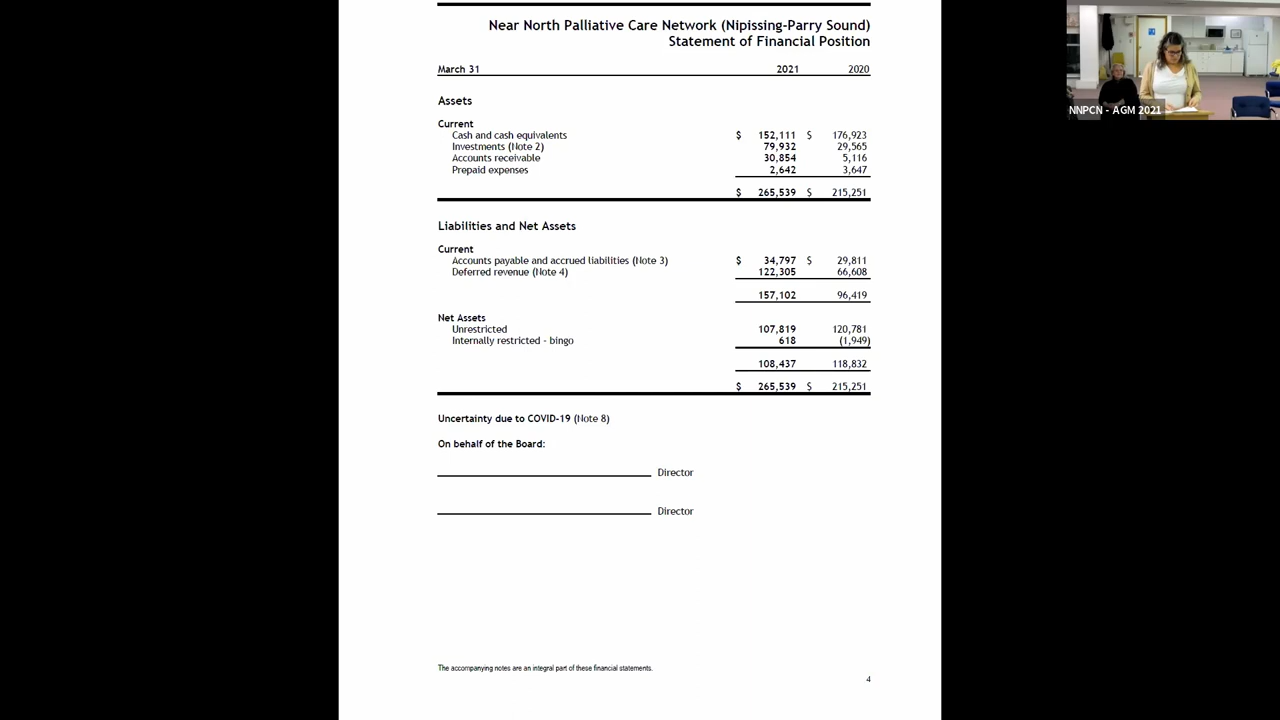 Near North Palliative Care Network (Nipissing-Parry Sound)
Statement of Financial Position
March 31 2021 2020
Assets
Current
Cash and cash equivalents $ 152,111 $ 176,923
Investments (Note 2) 79,932 29,565
Accounts receivable 30,854 5,116
Prepaid expenses 2,642 3,647
$ 265,539 $ 215,251
Liabilities and Net Assets
Current
Accounts payable and accrued liabilities (Note 3) $ 34,797 $ 29,811
Deferred revenue (Note 4) 122,305 66,608
157,102 96,419
Net Assets
Unrestricted 107,819 120,781
Internally restricted - bingo 618 (1,949)
108,437 118,832
$ 265,539 $ 215,251
Uncertainty due to COVID-19 (Note 8)
On behalf of the Board:
Director
Director
The accompanying notes are an integral part of these financial statements.
4
NNPCN - AGM 2021